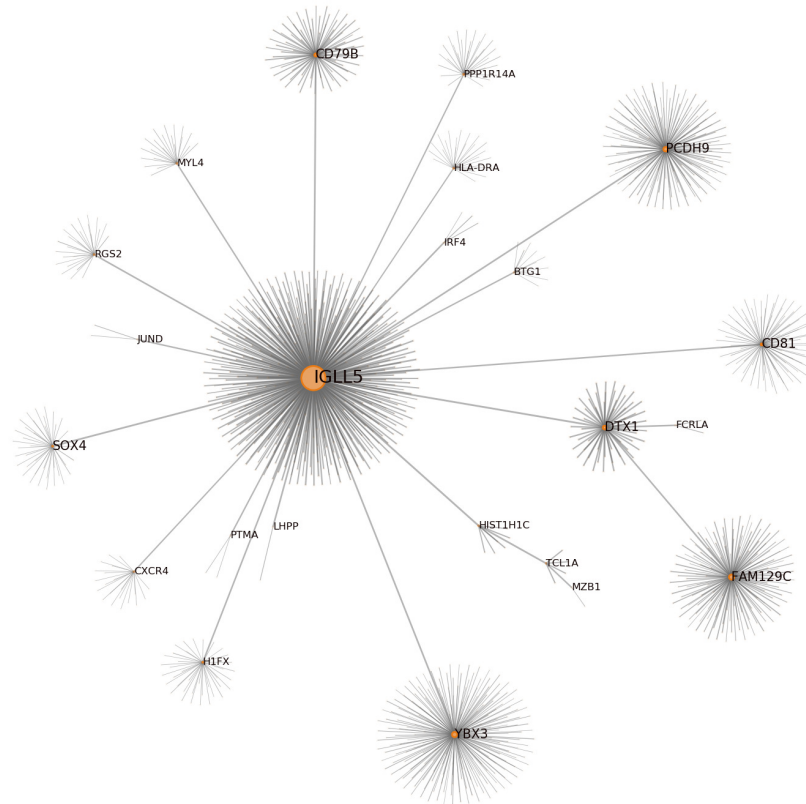 CD79B
PPP1R14A
PCDH9
MYL4
HLA-DRA
IRF4
RGS2
BTG1
JUND
CD81
IGLL5
DTX1
FCRLA
SOX4
HIST1H1C
LHPP
PTMA
TCL1A
CXCR4
FAM129C
MZB1
H1FX
YBX3